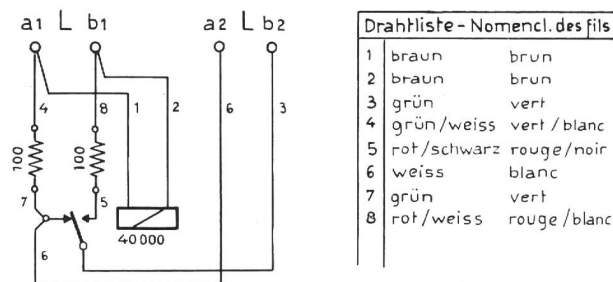 a1 L b1 a2 L b2
4 1 8 2 6 3
100 100
7 5
40000
6
Drahtliste - Nomencl. des fils
1 braun brun
2 braun brun
3 grün vert
4 grün/weiss vert/blanc
5 rot/schwarz rouge/noir
6 weiss blanc
7 grün vert
8 rot/weiss rouge/blanc